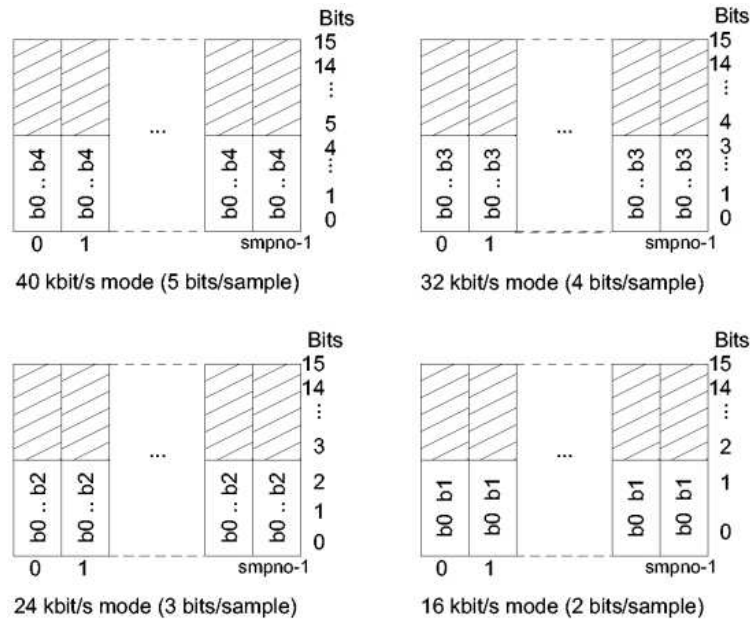 Bits
15
14
...
5
4
...
1
0
b0 .. b4 b0 .. b4 ... b0 .. b4 b0 .. b4
0 1 smpno-1
40 kbit/s mode (5 bits/sample)
Bits
15
14
...
4
3
...
1
0
b0 .. b3 b0 .. b3 ... b0 .. b3 b0 .. b3
0 1 smpno-1
32 kbit/s mode (4 bits/sample)
Bits
15
14
...
3
2
1
0
b0 .. b2 b0 .. b2 ... b0 .. b2 b0 .. b2
0 1 smpno-1
24 kbit/s mode (3 bits/sample)
Bits
15
14
...
2
1
0
b0 b1 b0 b1 ... b0 b1 b0 b1
0 1 smpno-1
16 kbit/s mode (2 bits/sample)